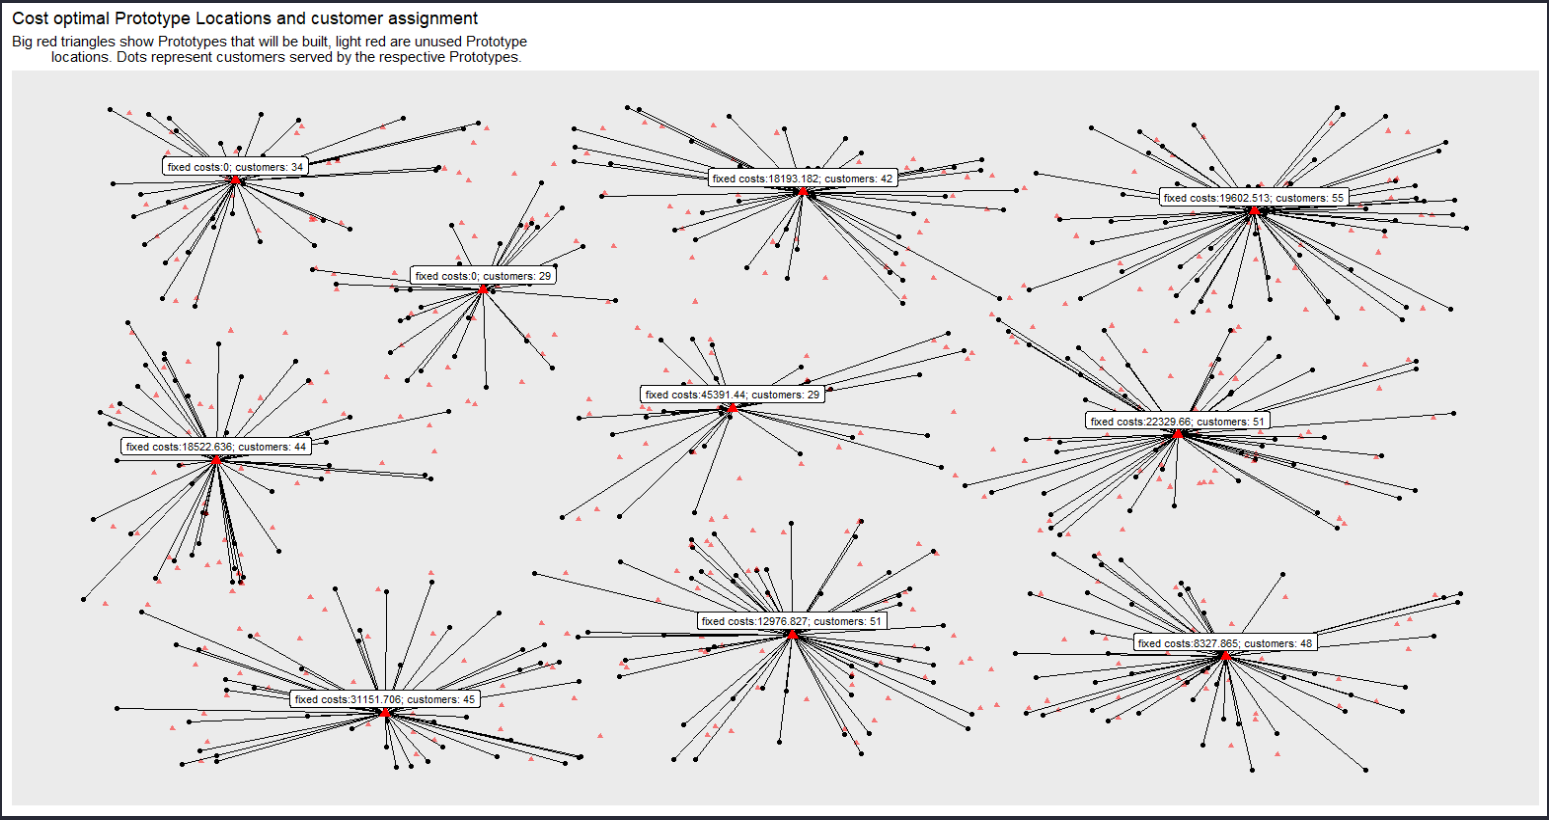 Cost optimal Prototype Locations and customer assignment
Big red triangles show Prototypes that will be built, light red are unused Prototype
locations. Dots represent customers served by the respective Prototypes.
fixed costs:0; customers: 34
fixed costs:18193.182; customers: 42
fixed costs:19602.513; customers: 55
fixed costs:0; customers: 29
fixed costs:45391.44; customers: 29
fixed costs:22329.66; customers: 51
fixed costs:18522.636; customers: 44
fixed costs:12976.827; customers: 51
fixed costs:8327.865; customers: 48
fixed costs:31151.706; customers: 45